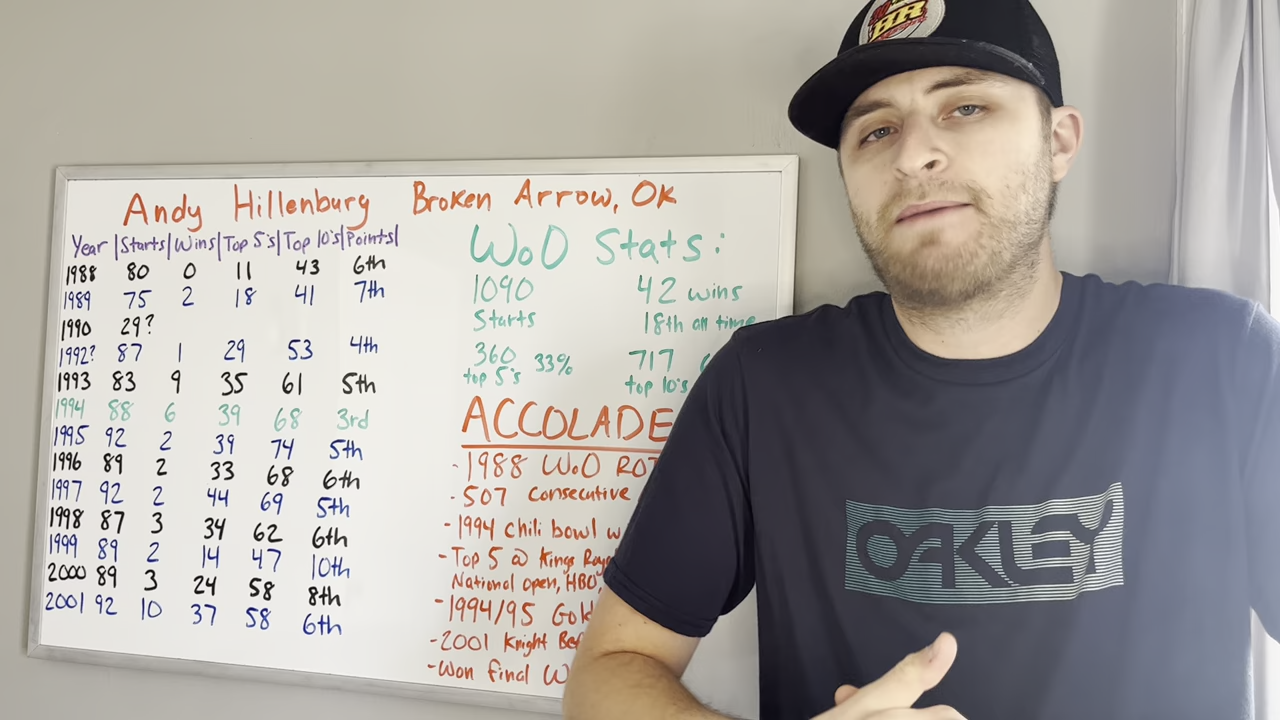 Andy Hillenburg Broken Arrow, OK
Year | Starts | Wins | Top 5's | Top 10's | Points |
1988 80 0 11 43 6th
1989 75 2 18 41 7th
1990 29?
1992? 87 1 29 53 4th
1993 83 9 35 61 5th
1994 88 6 39 68 3rd
1995 92 2 39 74 5th
1996 89 2 33 68 6th
1997 92 2 44 69 5th
1998 87 3 34 62 6th
1999 89 2 14 47 10th
2000 89 3 24 58 8th
2001 92 10 37 58 6th
WoO Stats:
1090 42 wins
Starts 18th all time
360 33% 717
top 5's top 10's
ACCOLADE
- 1988 WoO ROT
- 507 Consecutive
- 1994 chili bowl w
- Top 5 @ Kings Roya
National open, HBO,
- 1994/95 Gold
- 2001 Knight Bef
- Won final W
HR
OAKLEY